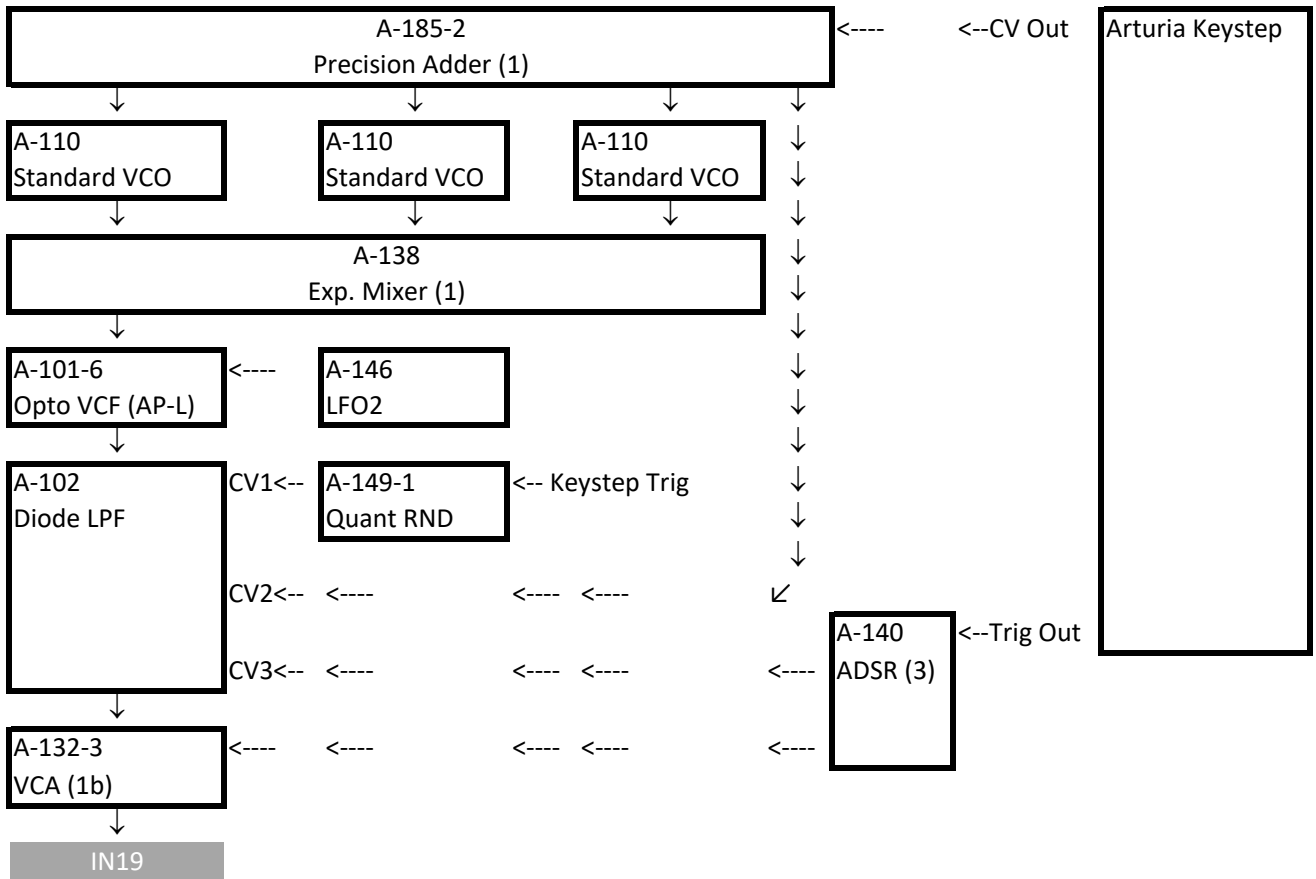 A-185-2 <---- <--CV Out Arturia Keystep
Precision Adder (1)
↓ ↓ ↓ ↓
A-110 A-110 A-110 ↓
Standard VCO Standard VCO Standard VCO ↓
↓ ↓ ↓ ↓
A-138 ↓
Exp. Mixer (1) ↓
↓ ↓
A-101-6 <---- A-146 ↓
Opto VCF (AP-L) LFO2 ↓
↓ ↓
A-102 CV1<-- A-149-1 <-- Keystep Trig ↓
Diode LPF Quant RND ↓
↓
CV2<-- <---- <---- <---- ↙
A-140 <--Trig Out
CV3<-- <---- <---- <---- <---- ADSR (3)
↓
A-132-3 <---- <---- <---- <---- <----
VCA (1b)
↓
IN19